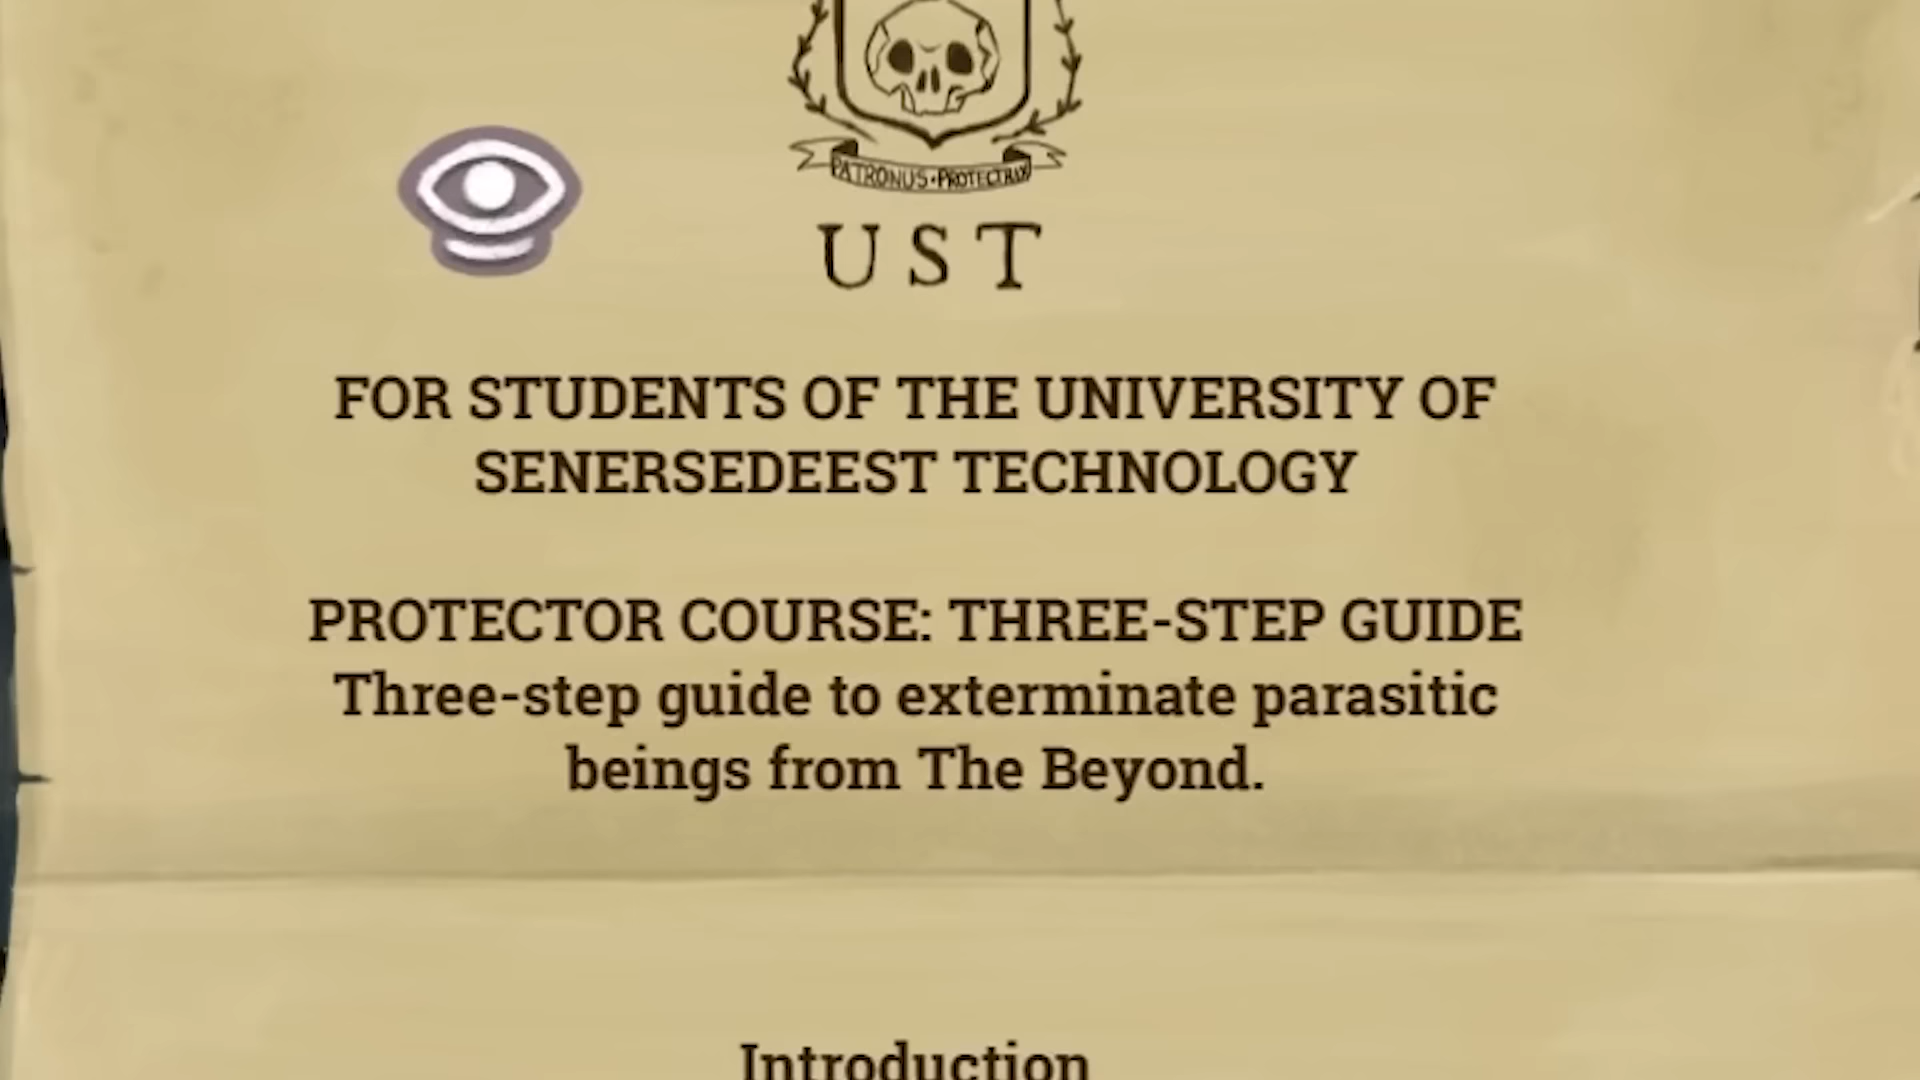 PATRONUS•PROTECTRIX
UST
FOR STUDENTS OF THE UNIVERSITY OF
SENERSEDEEST TECHNOLOGY
PROTECTOR COURSE: THREE-STEP GUIDE
Three-step guide to exterminate parasitic
beings from The Beyond.
Introduction